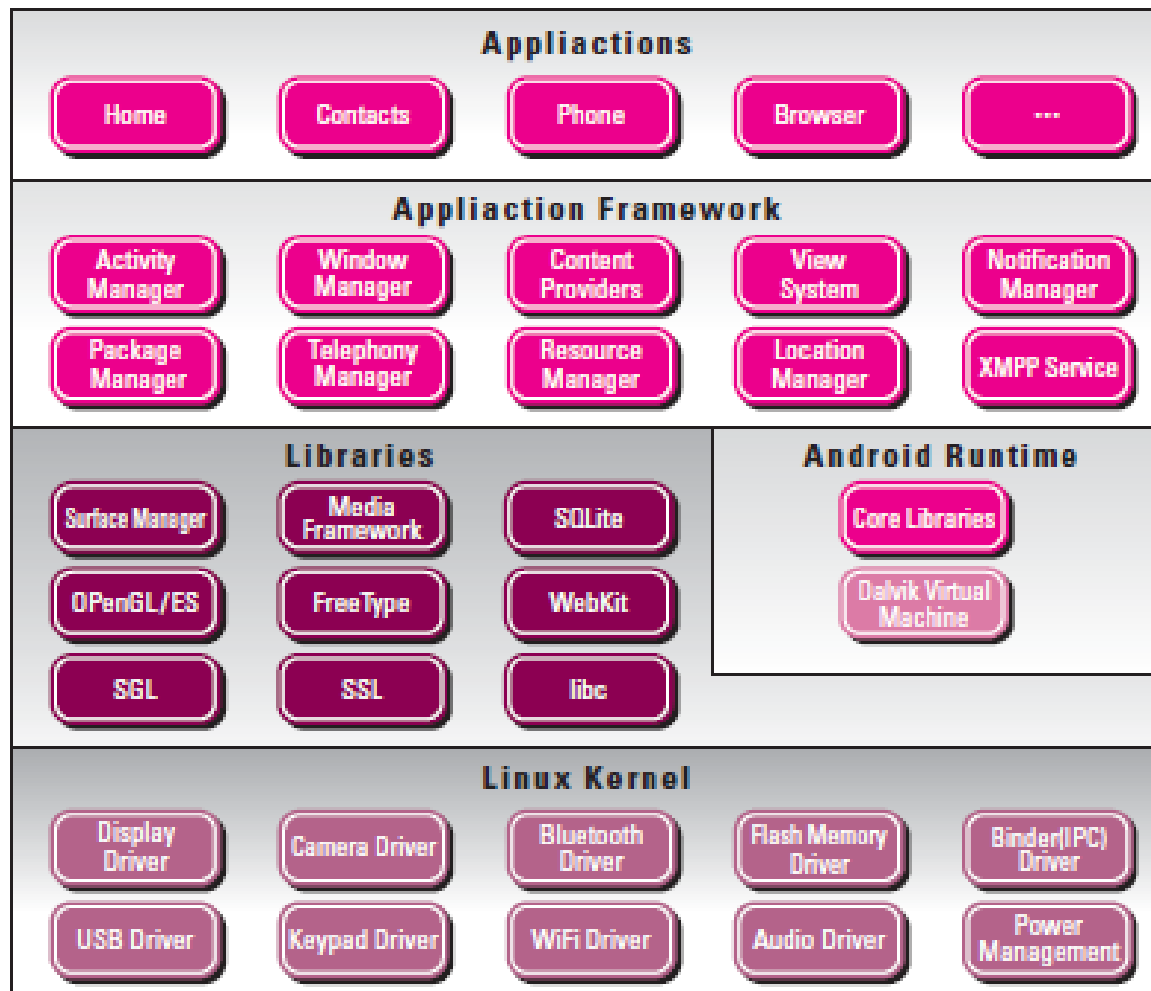 Appliactions
Home
Contacts
Phone
Browser
---
Appliaction Framework
Activity
Manager
Window
Manager
Content
Providers
View
System
Notification
Manager
Package
Manager
Telephony
Manager
Resource
Manager
Location
Manager
XMPP Service
Libraries
Surface Manager
Media
Framework
SQLite
OPenGL/ES
FreeType
WebKit
SGL
SSL
libc
Android Runtime
Core Libraries
Dalvik Virtual
Machine
Linux Kernel
Display
Driver
Camera Driver
Bluetooth
Driver
Flash Memory
Driver
Binder(IPC)
Driver
USB Driver
Keypad Driver
WiFi Driver
Audio Driver
Power
Management